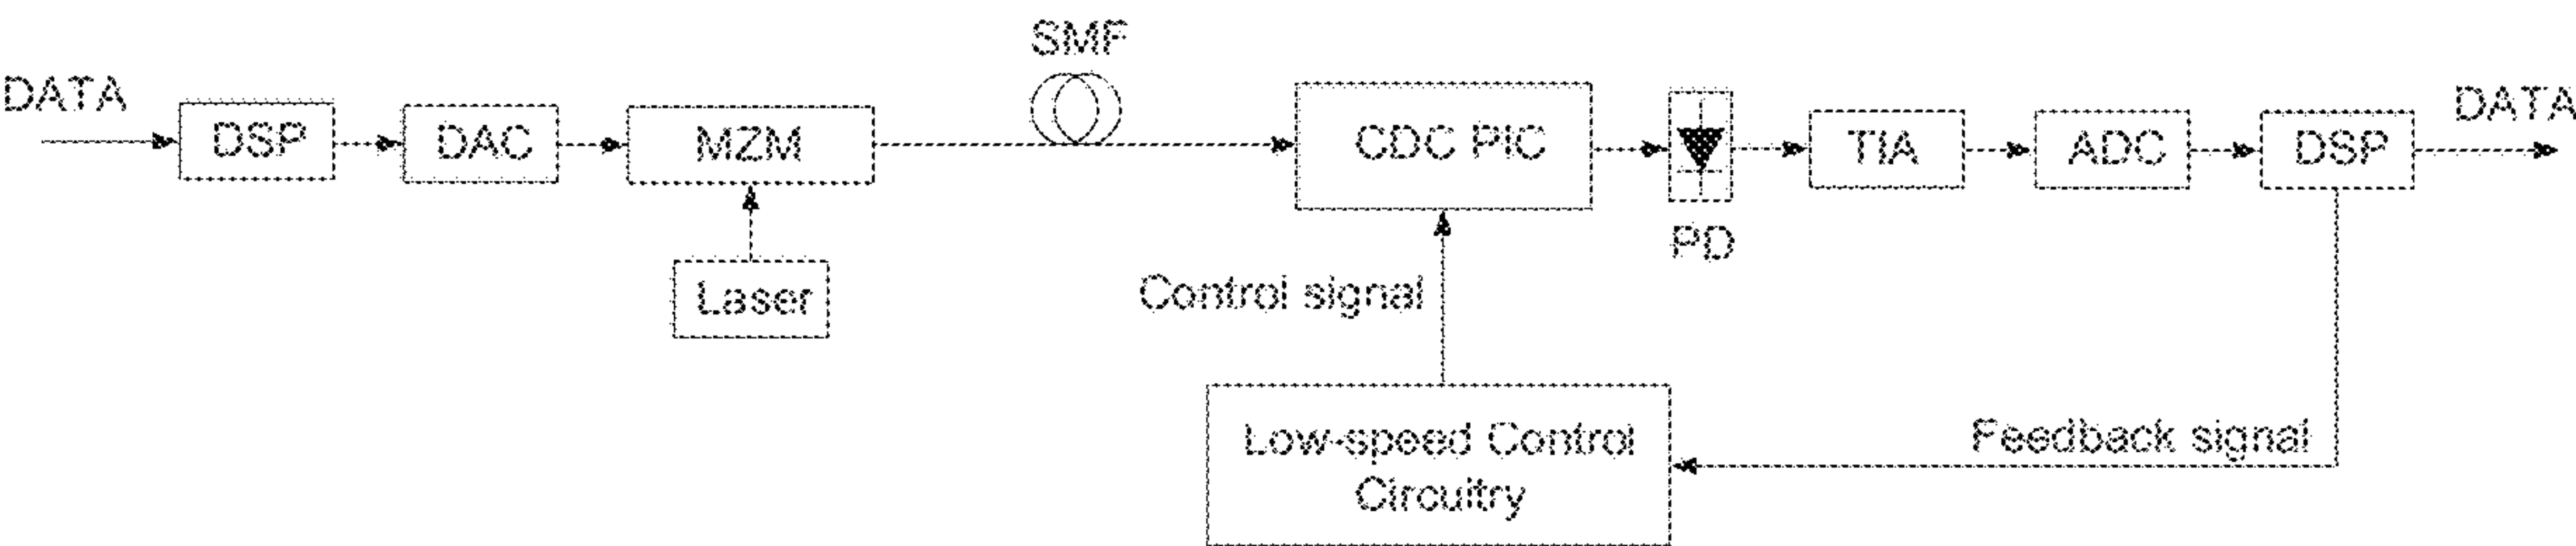 SMF
DATA
DSP
DAC
MZM
CDC PIC
TIA
ADC
DSP
DATA
PD
Laser
Control signal
Low-speed Control
Circuitry
Feedback signal